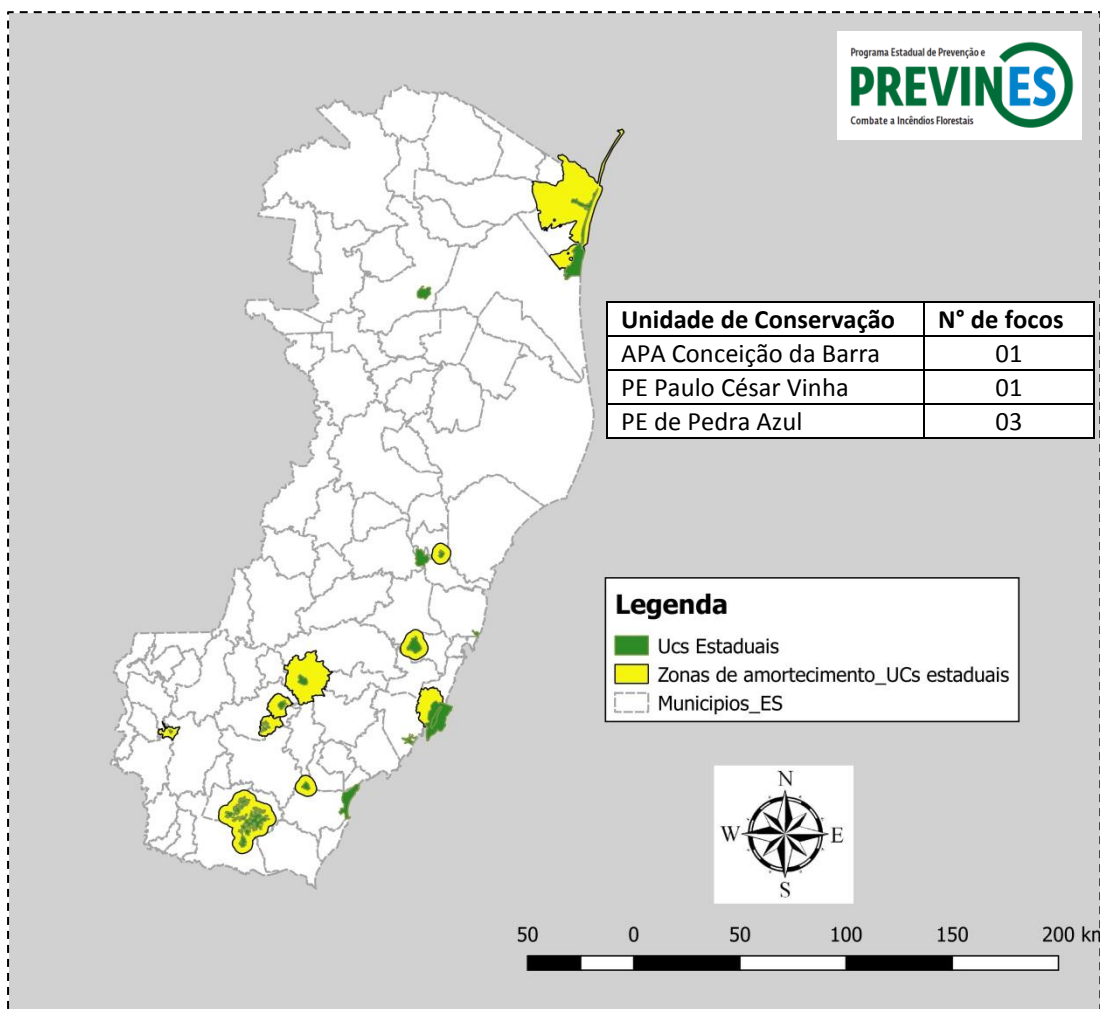 Programa Estadual de Prevenção e
PREVINES
Combate a Incêndios Florestais
Unidade de Conservação N° de focos
APA Conceição da Barra 01
PE Paulo César Vinha 01
PE de Pedra Azul 03
Legenda
Ucs Estaduais
Zonas de amortecimento_UCs estaduais
Municipios_ES
N
W E
S
50 0 50 100 150 200 km